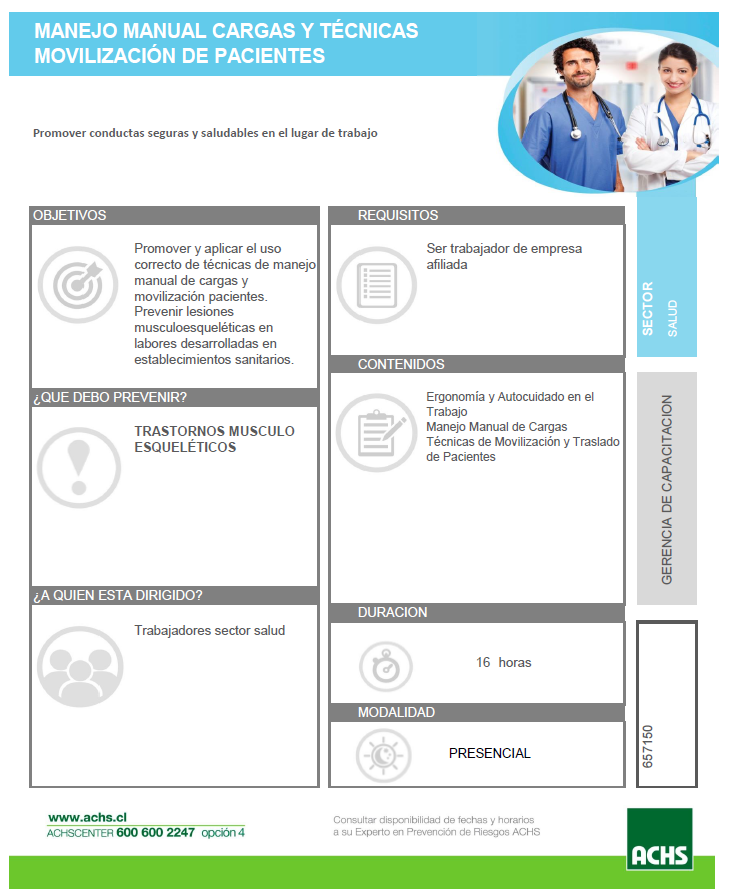 MANEJO MANUAL CARGAS Y TÉCNICAS
MOVILIZACIÓN DE PACIENTES
Promover conductas seguras y saludables en el lugar de trabajo
OBJETIVOS
Promover y aplicar el uso
correcto de técnicas de manejo
manual de cargas y
movilización pacientes.
Prevenir lesiones
musculoesqueléticas en
labores desarrolladas en
establecimientos sanitarios.
¿QUE DEBO PREVENIR?
TRASTORNOS MUSCULO
ESQUELÉTICOS
¿A QUIEN ESTA DIRIGIDO?
Trabajadores sector salud
REQUISITOS
Ser trabajador de empresa
afiliada
CONTENIDOS
Ergonomía y Autocuidado en el
Trabajo
Manejo Manual de Cargas
Técnicas de Movilización y Traslado
de Pacientes
DURACION
16 horas
MODALIDAD
PRESENCIAL
SECTOR
SALUD
GERENCIA DE CAPACITACION
657150
www.achs.cl
ACHSCENTER 600 600 2247 opción 4
Consultar disponibilidad de fechas y horarios
a su Experto en Prevención de Riesgos ACHS
ACHS